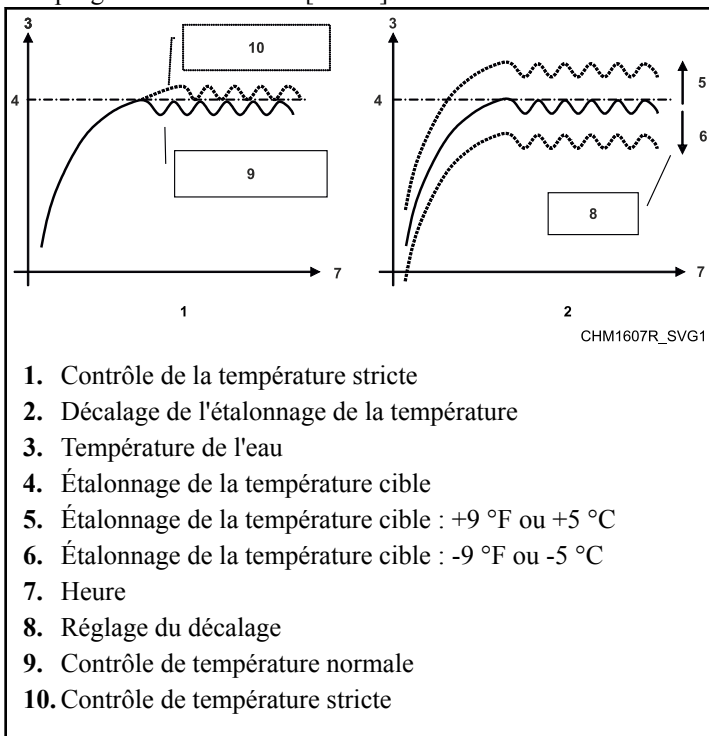 3
10
4
9
7
1
3
4
5
6
8
7
2
CHM1607R_SVG1
1. Contrôle de la température stricte
2. Décalage de l'étalonnage de la température
3. Température de l'eau
4. Étalonnage de la température cible
5. Étalonnage de la température cible : +9 °F ou +5 °C
6. Étalonnage de la température cible : -9 °F ou -5 °C
7. Heure
8. Réglage du décalage
9. Contrôle de température normale
10. Contrôle de température stricte